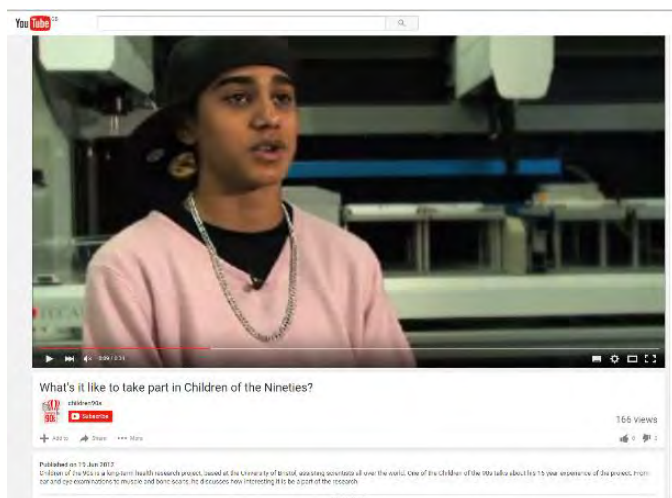 You Tube
What's it like to take part in Children of the Nineties?
children90s
Subscribe
166 views
Add to Share More
Published on 19 Jun 2012
Children of the 90s is a long-term health research project, based at the University of Bristol, assisting scientists all over the world. One of the Children of the 90s talks about his 15 year experience of the project. From
ear and eye examinations to muscle and bone scans, he discusses how interesting it is be a part of the research